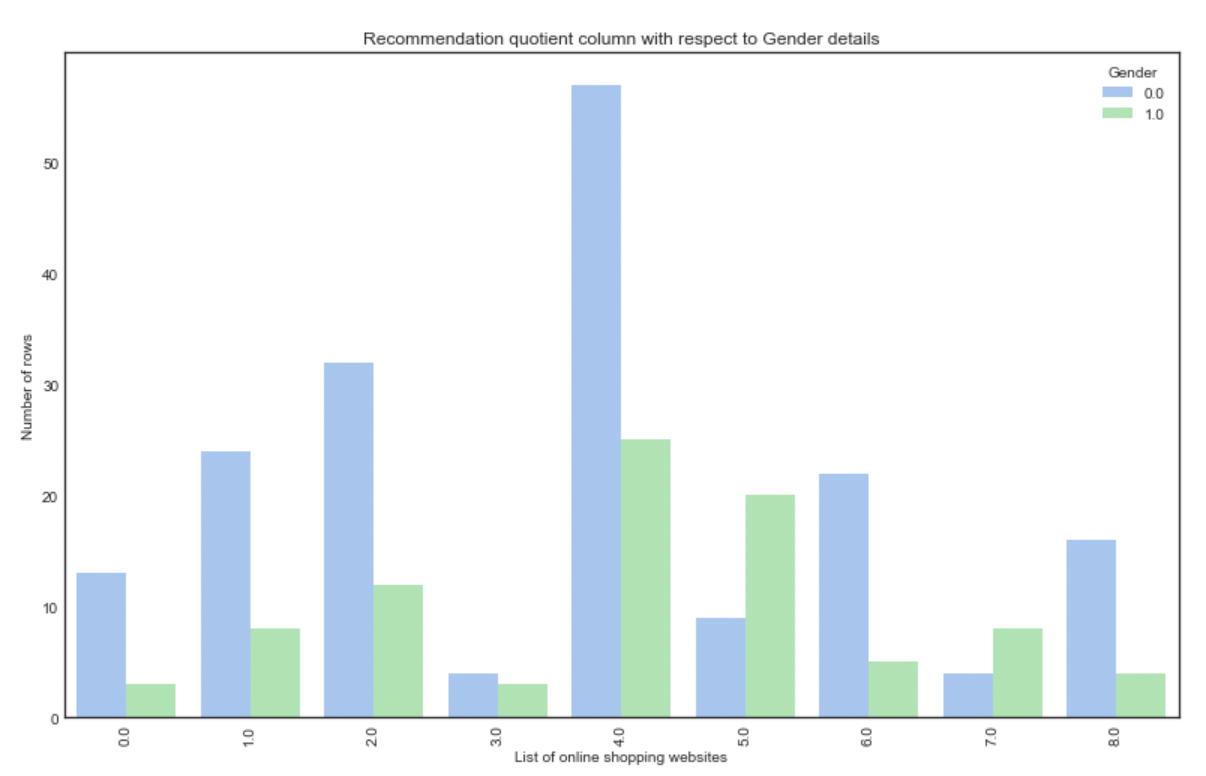 Recommendation quotient column with respect to Gender details
Gender
0.0
1.0
Number of rows
50
40
30
20
10
0
0.0 1.0 2.0 3.0 4.0 5.0 6.0 7.0 8.0
List of online shopping websites